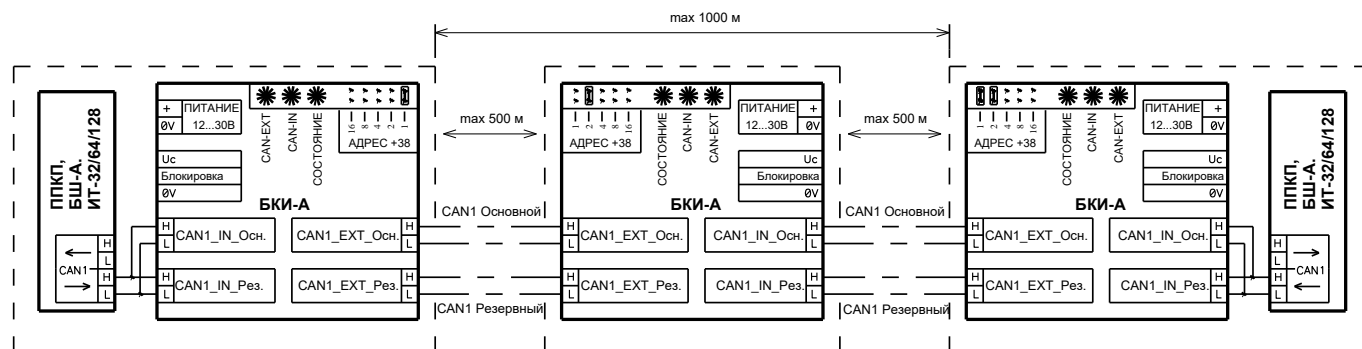 max 1000 м
max 500 м
max 500 м
ППКП,
БШ-А.
ИТ-32/64/128
H
L
CAN1
H
L
+
ПИТАНИЕ
0V
12...30В
CAN-EXT
CAN-IN
СОСТОЯНИЕ
16
8
4
2
1
АДРЕС +38
Uc
Блокировка
0V
БКИ-А
H
CAN1_IN_Осн.
L
CAN1_EXT_Осн.
H
L
H
CAN1_IN_Рез.
L
CAN1_EXT_Рез.
H
L
CAN1 Основной
CAN1 Резервный
1
2
4
8
16
АДРЕС +38
СОСТОЯНИЕ
CAN-IN
CAN-EXT
ПИТАНИЕ
+
12...30В
0V
Uc
Блокировка
0V
БКИ-А
H
CAN1_EXT_Осн.
L
CAN1_IN_Осн.
H
L
H
CAN1_EXT_Рез.
L
CAN1_IN_Рез.
H
L
CAN1 Основной
CAN1 Резервный
1
2
4
8
16
АДРЕС +38
СОСТОЯНИЕ
CAN-IN
CAN-EXT
ПИТАНИЕ
+
12...30В
0V
Uc
Блокировка
0V
БКИ-А
H
CAN1_EXT_Осн.
L
CAN1_IN_Осн.
H
L
H
CAN1_EXT_Рез.
L
CAN1_IN_Рез.
H
L
ППКП,
БШ-А.
ИТ-32/64/128
H
L
CAN1
H
L